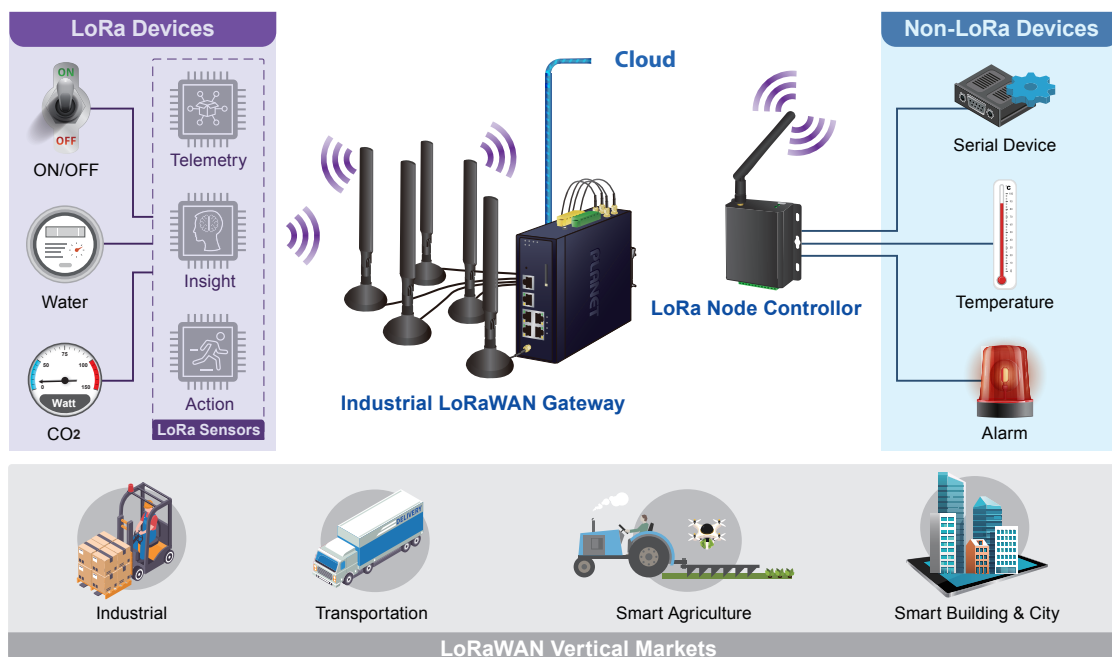 LoRa Devices
ON
OFF
ON/OFF
Water
75
50
100
0
150
Watt
CO2
Telemetry
Insight
Action
LoRa Sensors
Cloud
PLANET
Industrial LoRaWAN Gateway
LoRa Node Controllor
Non-LoRa Devices
Serial Device
°C
Temperature
Alarm
DELIVERY
Industrial
Transportation
Smart Agriculture
Smart Building & City
LoRaWAN Vertical Markets